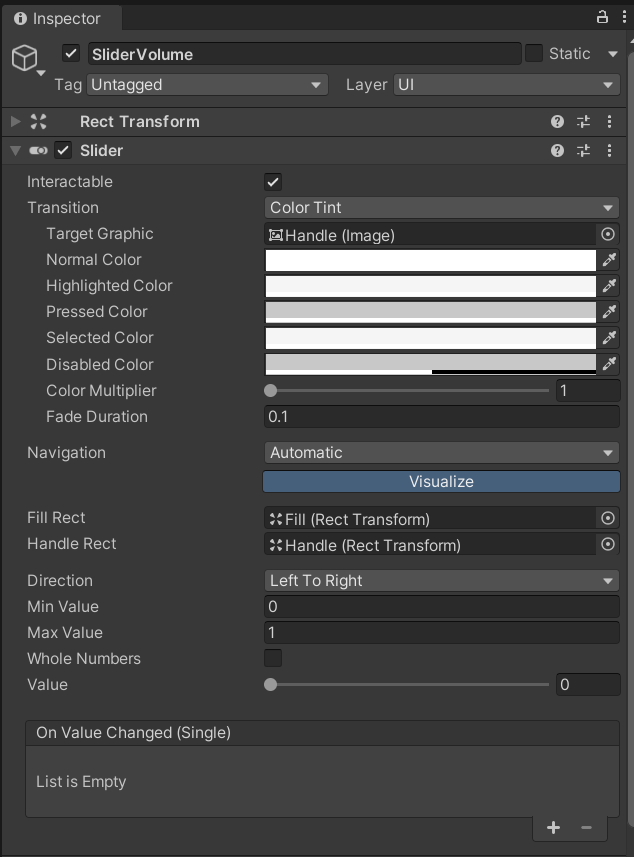 Inspector
SliderVolume
Static
Tag Untagged Layer UI
Rect Transform
Slider
Interactable
Transition Color Tint
Target Graphic Handle (Image)
Normal Color
Highlighted Color
Pressed Color
Selected Color
Disabled Color
Color Multiplier 1
Fade Duration 0.1
Navigation Automatic
Visualize
Fill Rect Fill (Rect Transform)
Handle Rect Handle (Rect Transform)
Direction Left To Right
Min Value 0
Max Value 1
Whole Numbers
Value 0
On Value Changed (Single)
List is Empty